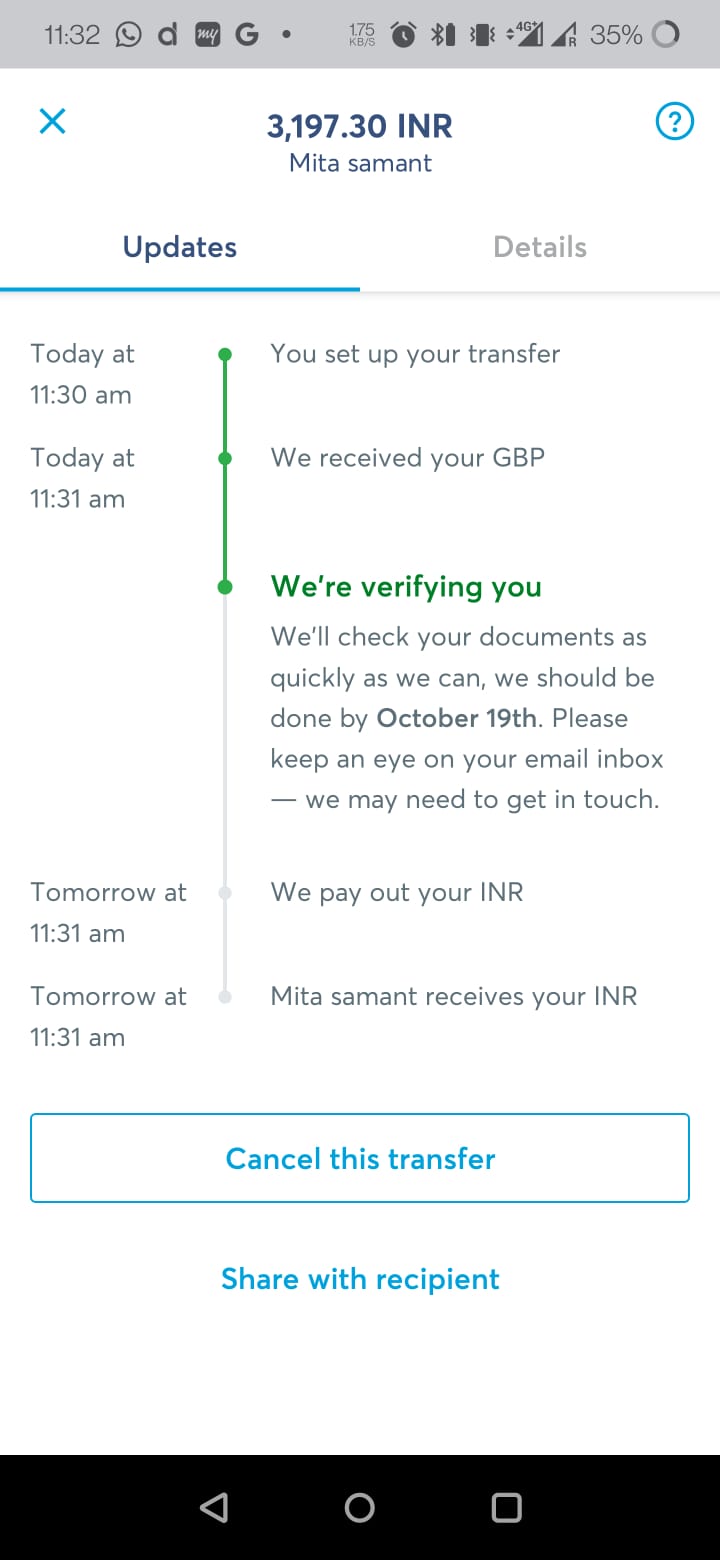 11:32 d my G • 1.75 KB/S 4G+ R 35%
3,197.30 INR
?
Mita samant
Updates Details
Today at
11:30 am
You set up your transfer
Today at
11:31 am
We received your GBP
We're verifying you
We'll check your documents as
quickly as we can, we should be
done by October 19th. Please
keep an eye on your email inbox
— we may need to get in touch.
Tomorrow at
11:31 am
We pay out your INR
Tomorrow at
11:31 am
Mita samant receives your INR
Cancel this transfer
Share with recipient